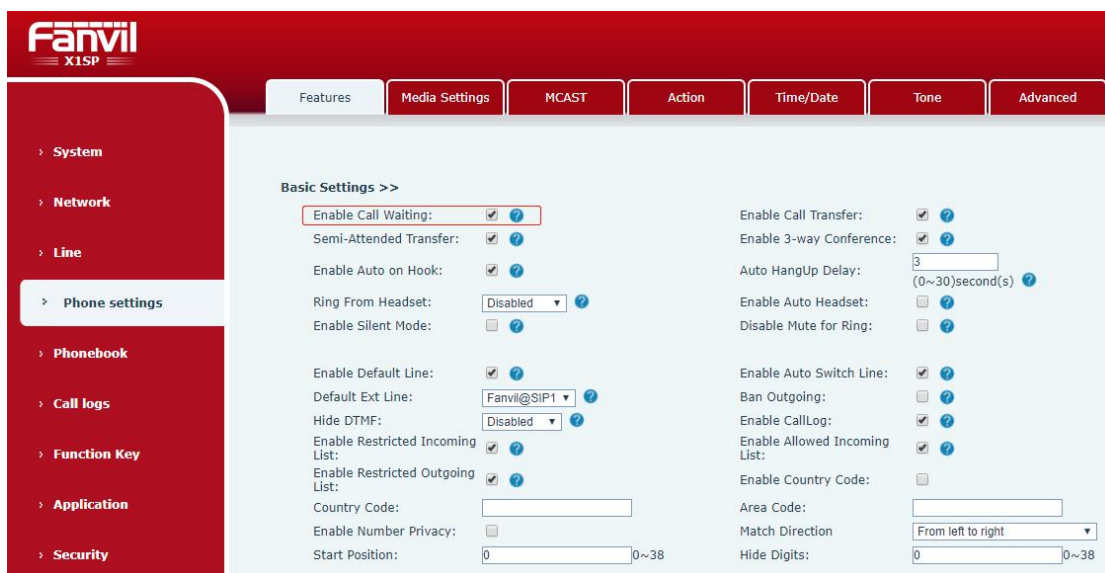 Fanvil
X1SP
Features Media Settings MCAST Action Time/Date Tone Advanced
› System
› Network
› Line
› Phone settings
› Phonebook
› Call logs
› Function Key
› Application
› Security
Basic Settings >>
Enable Call Waiting: Enable Call Transfer:
Semi-Attended Transfer: Enable 3-way Conference:
Enable Auto on Hook: Auto HangUp Delay: 3
(0~30)second(s)
Ring From Headset: Disabled Enable Auto Headset:
Enable Silent Mode: Disable Mute for Ring:
Enable Default Line: Enable Auto Switch Line:
Default Ext Line: Fanvil@SIP1 Ban Outgoing:
Hide DTMF: Disabled Enable CallLog:
Enable Restricted Incoming List: Enable Allowed Incoming List:
Enable Restricted Outgoing List: Enable Country Code:
Country Code: Area Code:
Enable Number Privacy: Match Direction From left to right
Start Position: 0 0~38 Hide Digits: 0 0~38